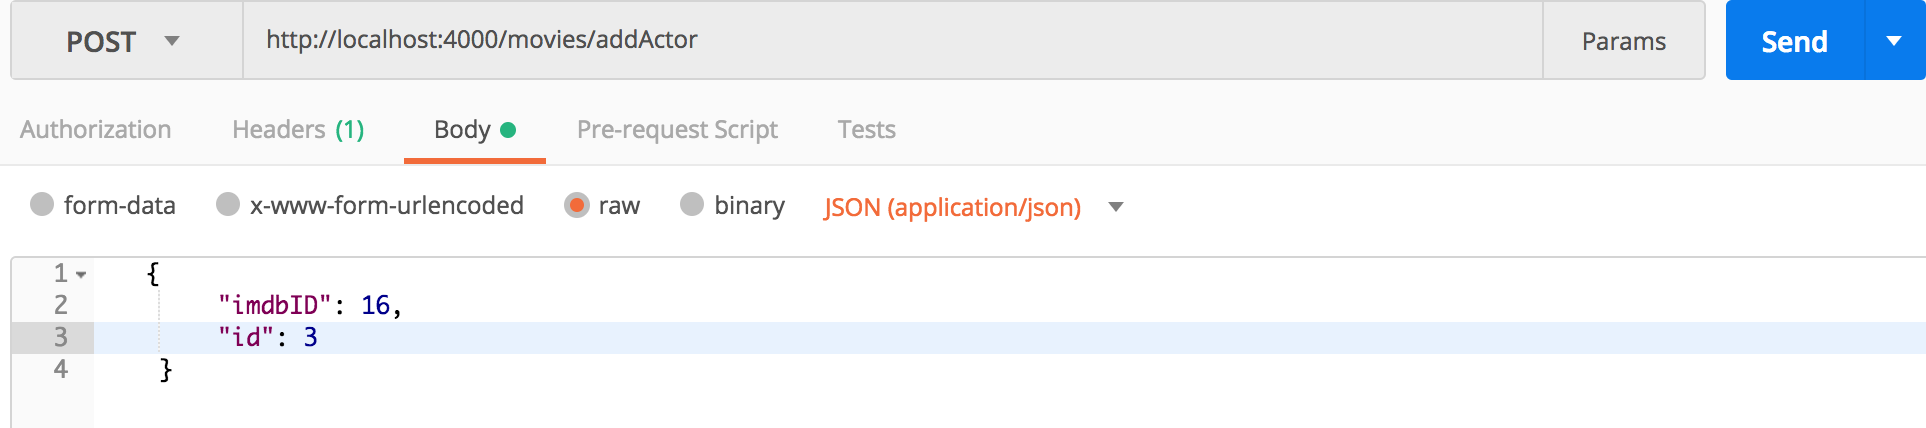 POST http://localhost:4000/movies/addActor Params Send
Authorization Headers (1) Body Pre-request Script Tests
form-data x-www-form-urlencoded raw binary JSON (application/json)
1 {
2 "imdbID": 16,
3 "id": 3
4 }